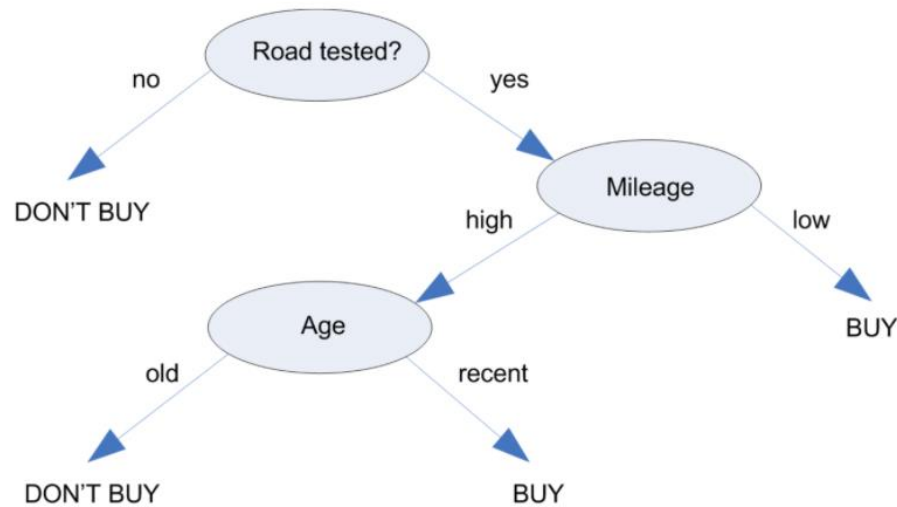 Road tested?
no
yes
DON'T BUY
Mileage
high
low
Age
BUY
old
recent
DON'T BUY
BUY